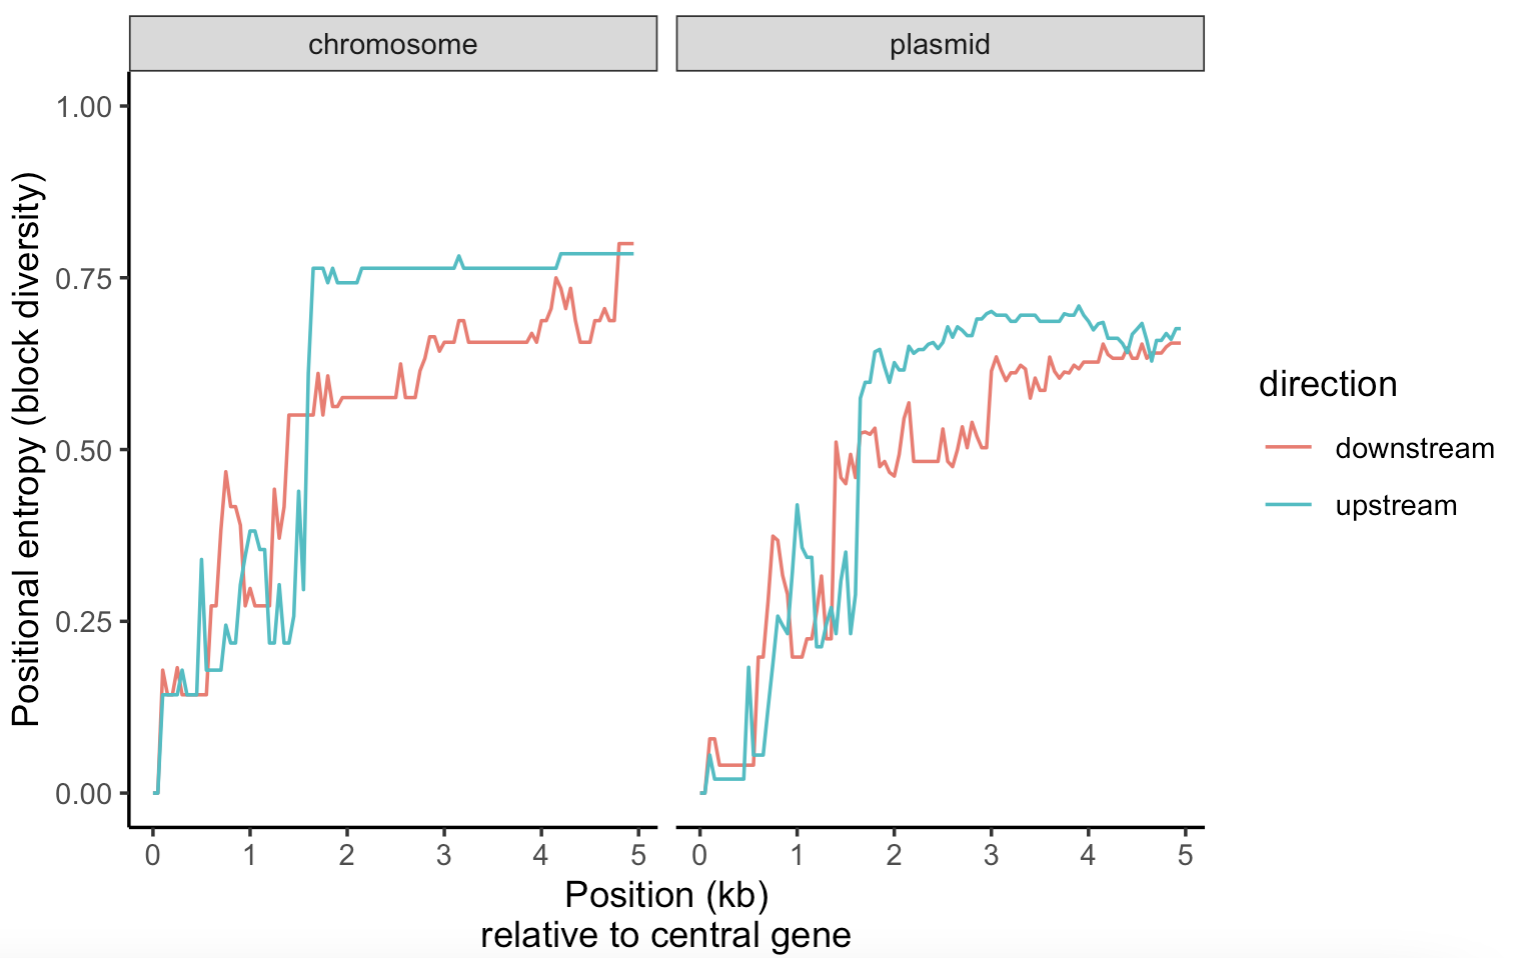 chromosome
plasmid
Positional entropy (block diversity)
1.00
0.75
0.50
0.25
0.00
0 1 2 3 4 5
0 1 2 3 4 5
Position (kb)
relative to central gene
direction
downstream
upstream